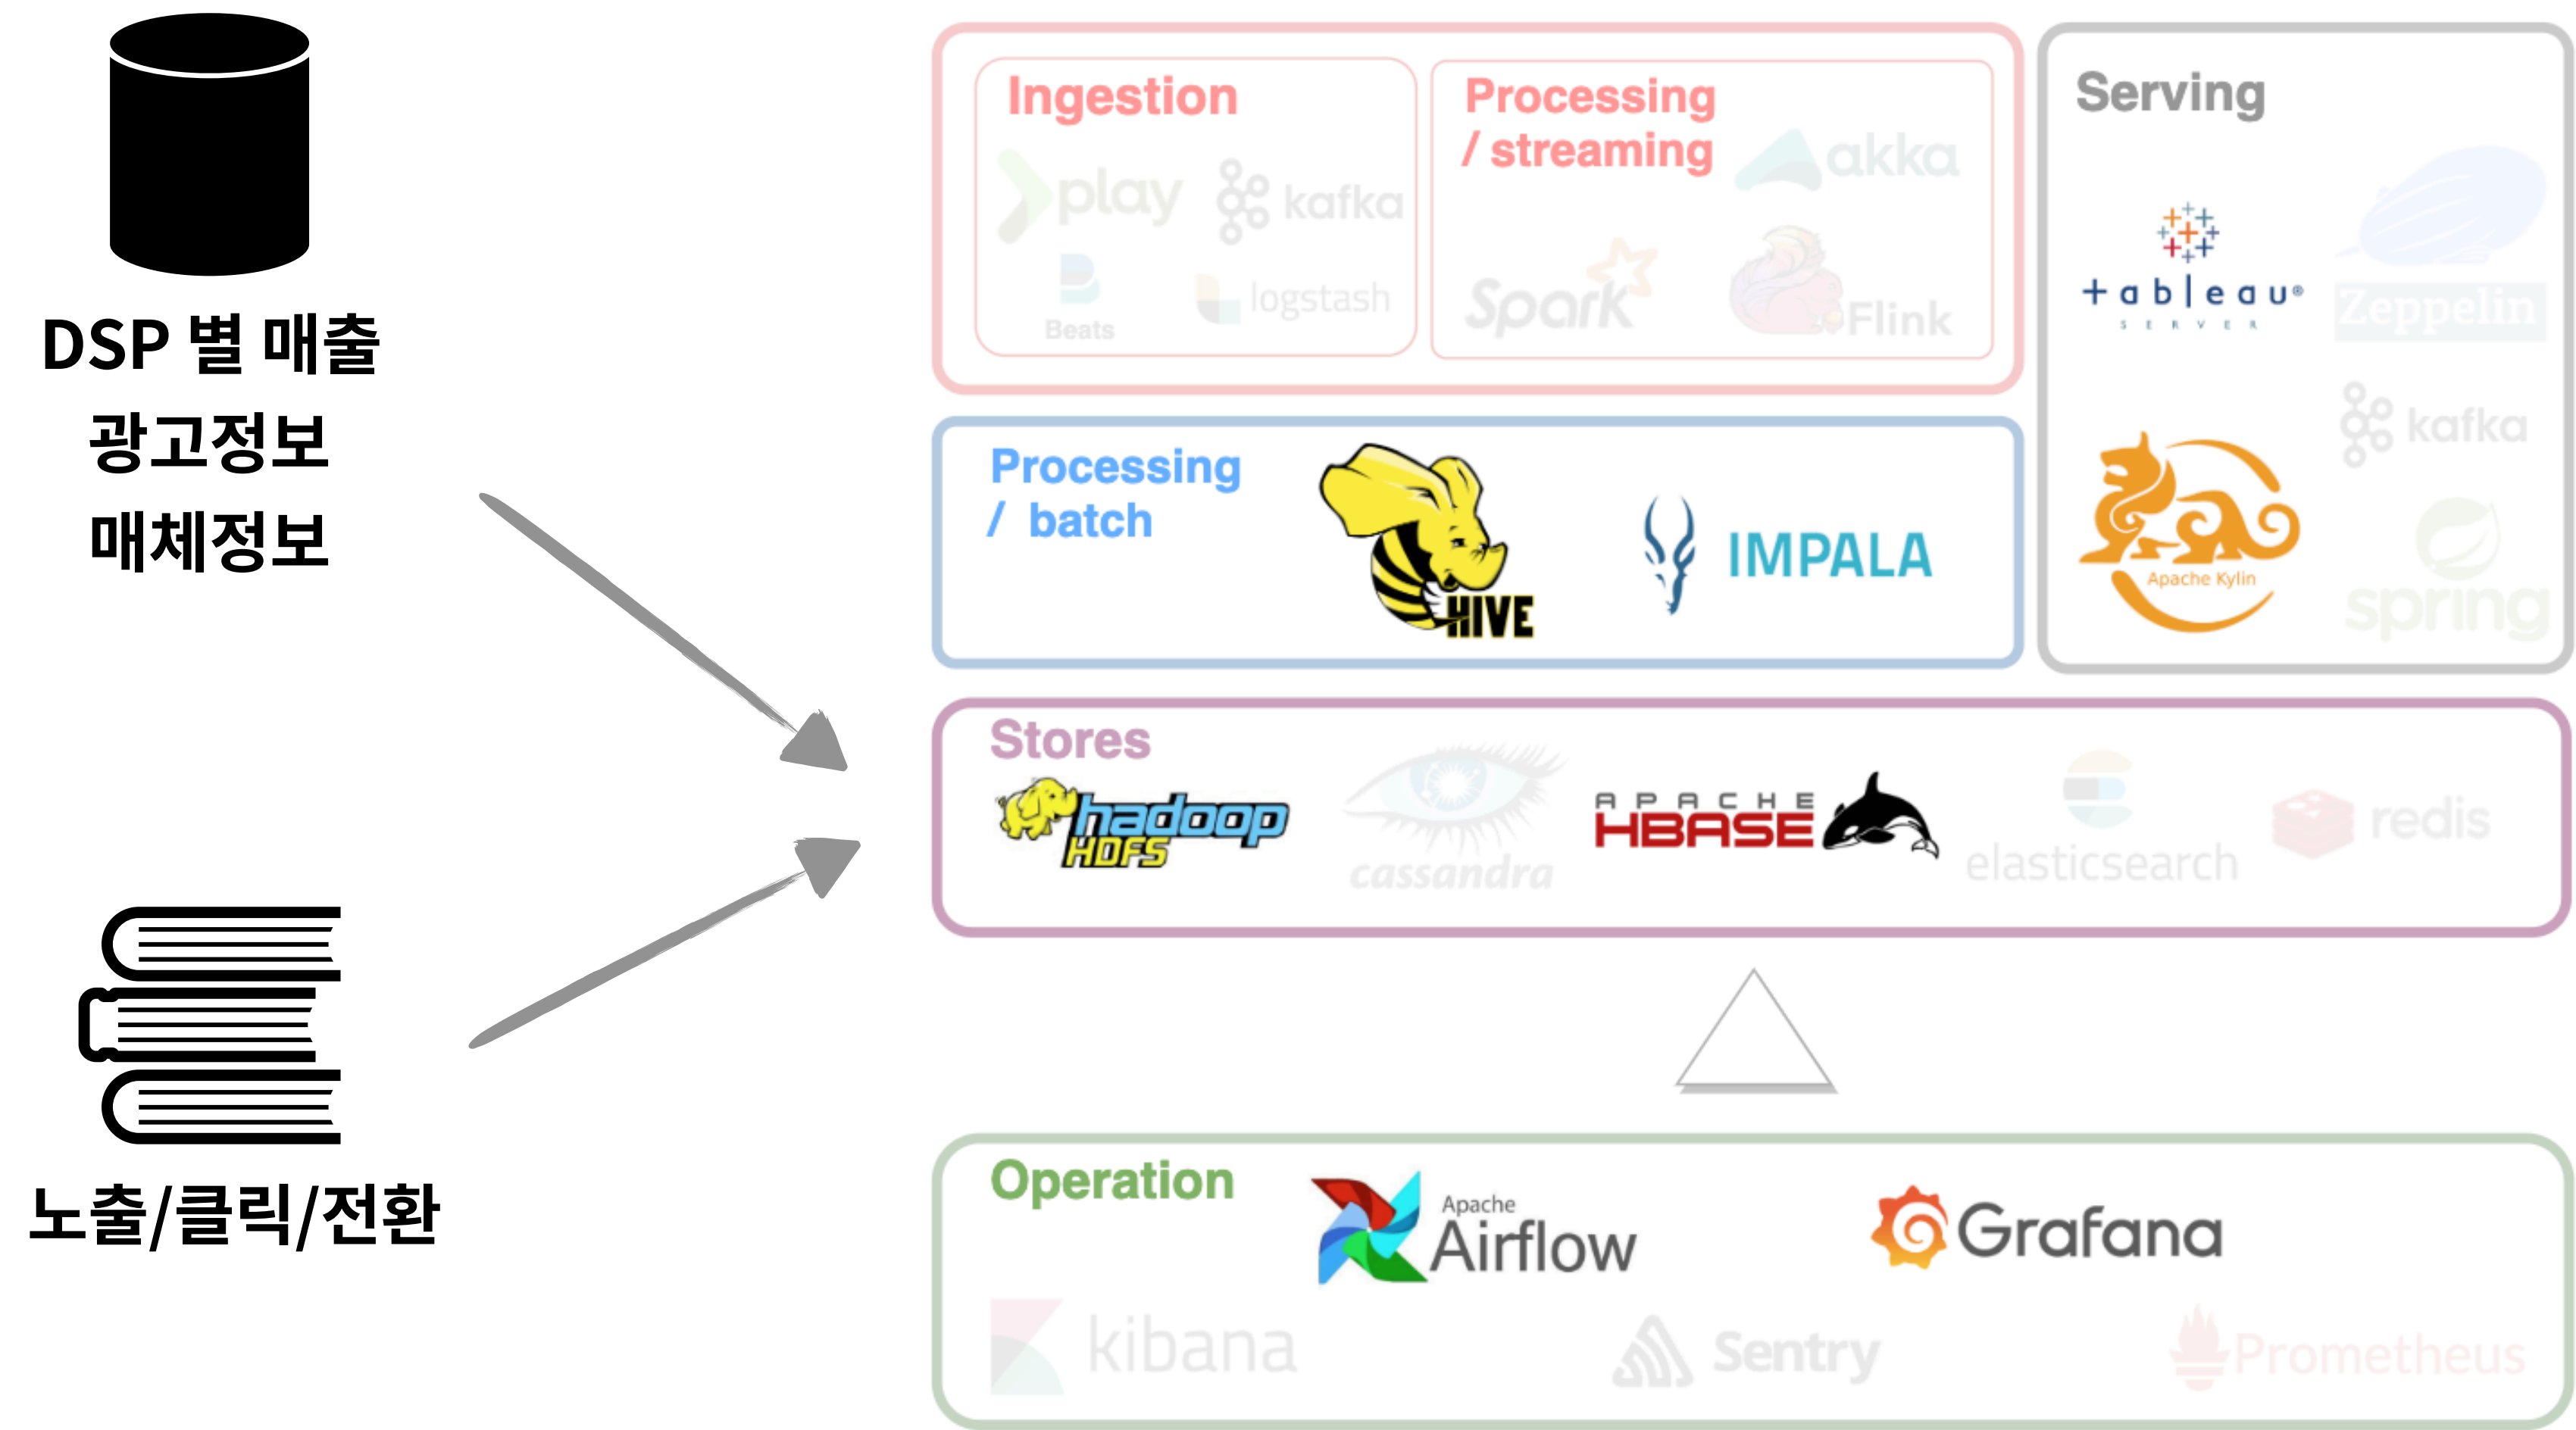 DSP 별 매출
광고정보
매체정보
노출/클릭/전환
Ingestion
play
kafka
Beats
logstash
Processing
/ streaming
akka
Spark
Flink
Serving
+ableau®
SERVER
Zeppelin
kafka
Apache Kylin
spring
Processing
/ batch
HIVE
IMPALA
Stores
hadoop
HDFS
cassandra
APACHE
HBASE
elasticsearch
redis
Operation
Apache
Airflow
Grafana
kibana
Sentry
Prometheus